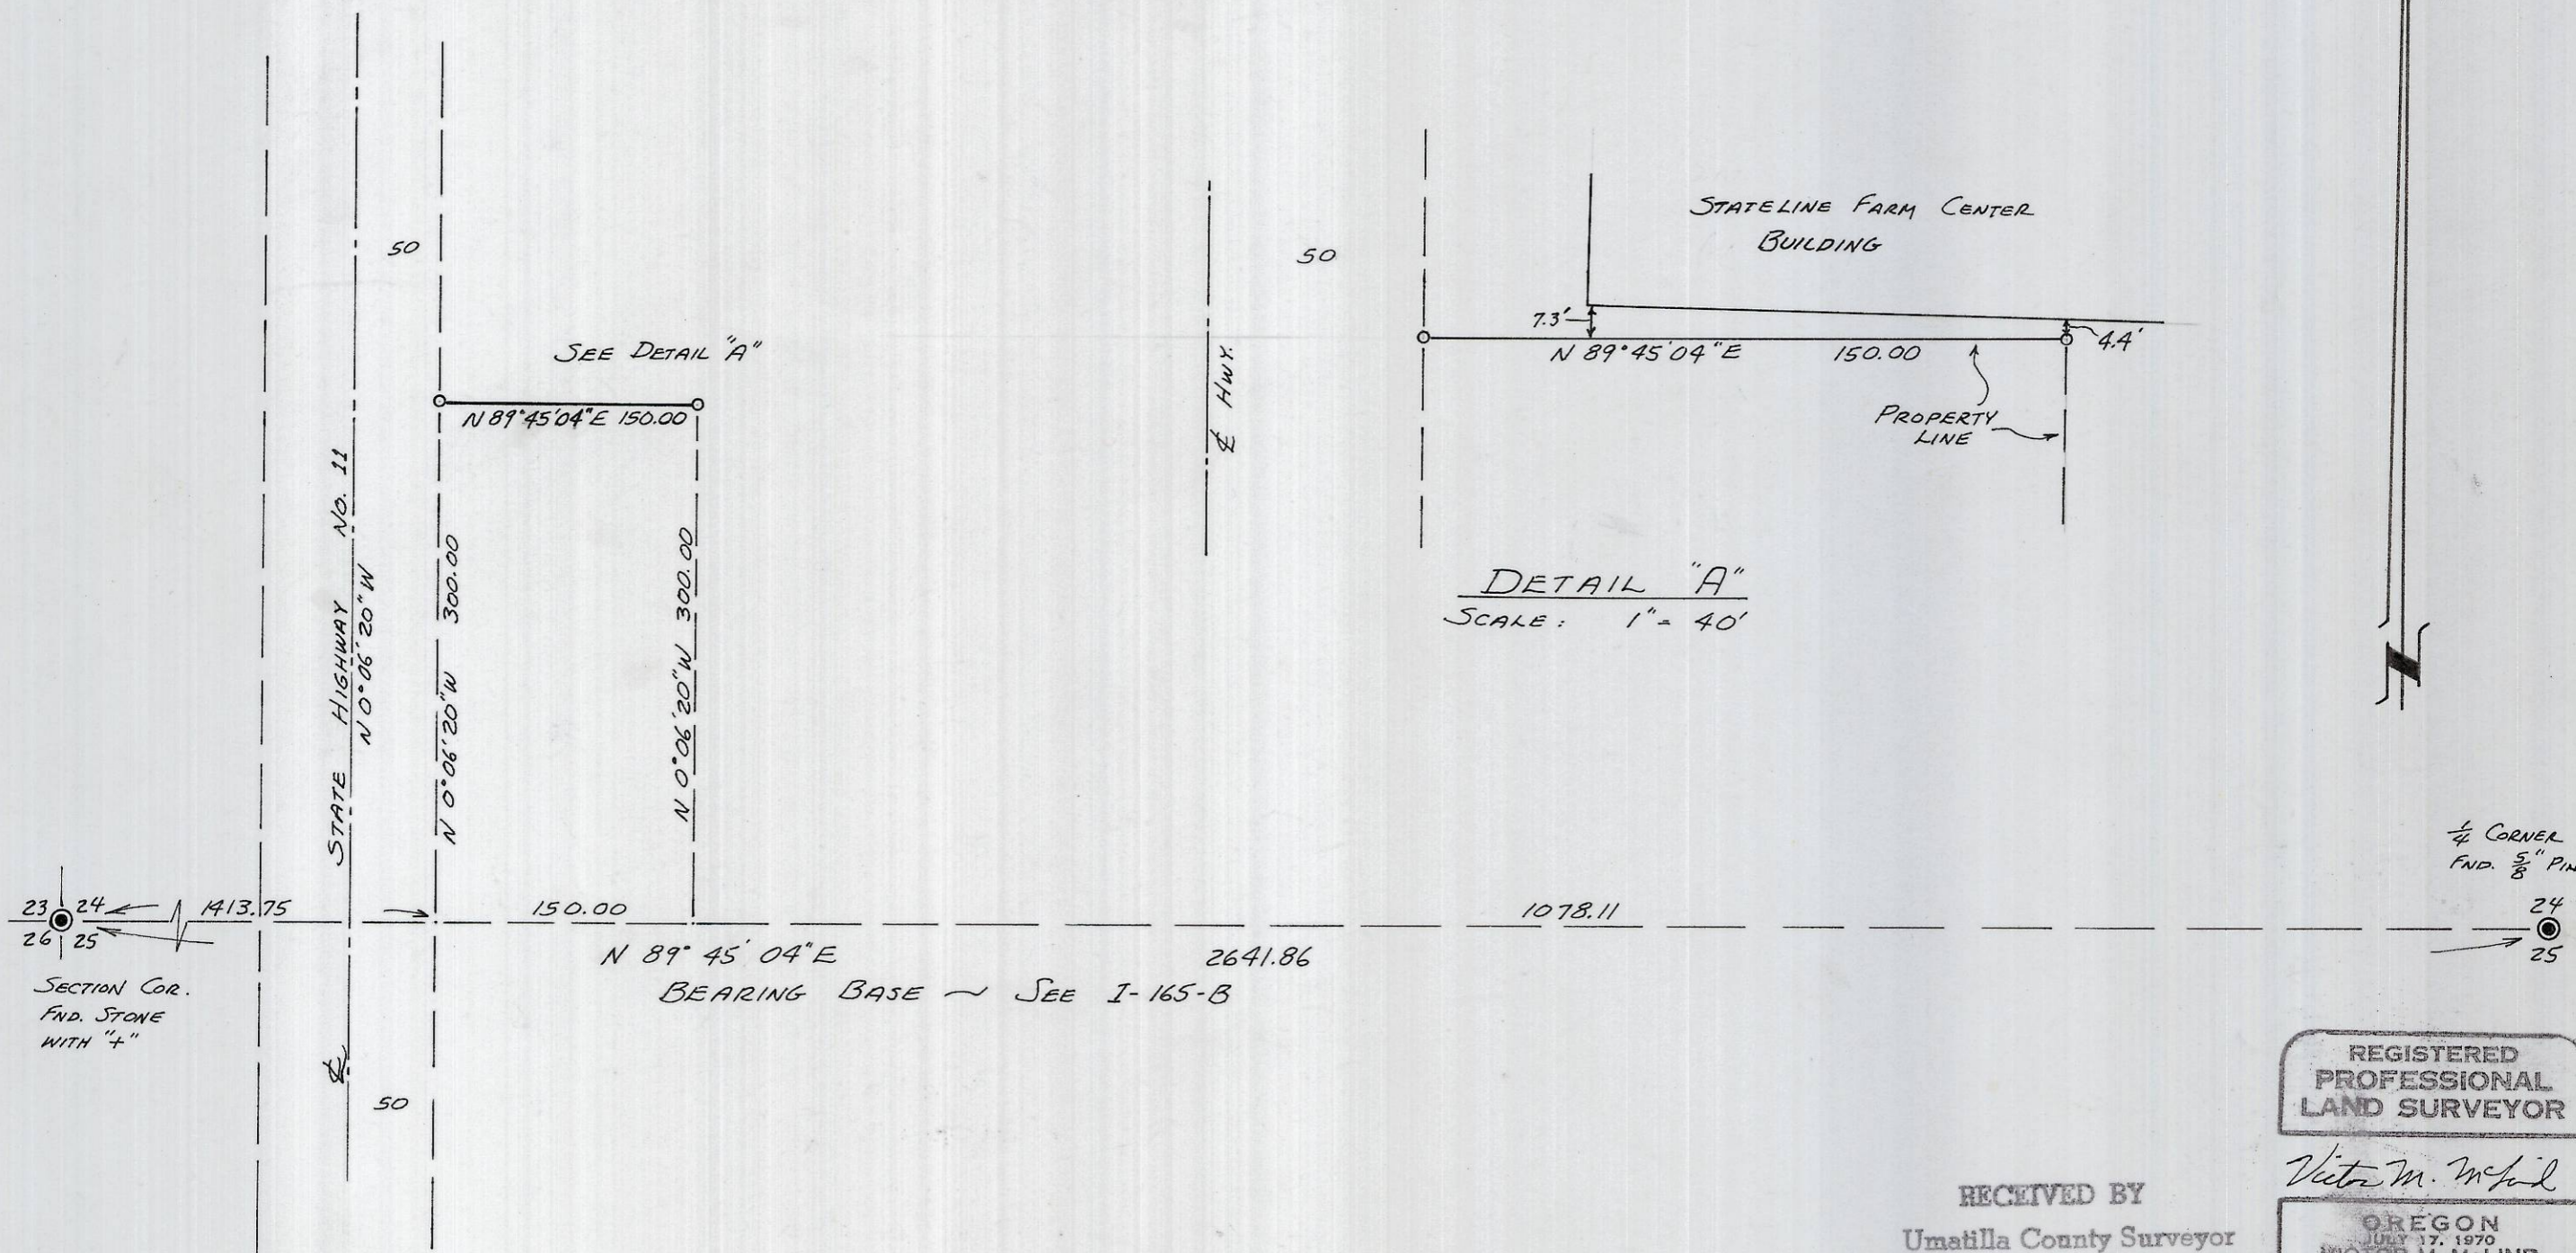 50
SEE DETAIL "A"
N 89°45'04"E 150.00
STATE HIGHWAY No. 11
N 0°06'20"W
N 0°06'20"W 300.00
N 0°06'20"W 300.00
℄ HWY.
50
STATELINE FARM CENTER
BUILDING
7.3'
4.4'
N 89°45'04"E 150.00
PROPERTY
LINE
DETAIL "A"
SCALE: 1" = 40'
N
23 24
26 25
1413.75
150.00
1078.11
N 89° 45' 04"E 2641.86
BEARING BASE ~ SEE I-165-B
SECTION COR.
FND. STONE
WITH "+"
℄
50
1/4 CORNER
FND. 5/8" PIN
24
25
REGISTERED
PROFESSIONAL
LAND SURVEYOR
Victor M. McLind
OREGON
JULY 17, 1970
RECEIVED BY
Umatilla County Surveyor